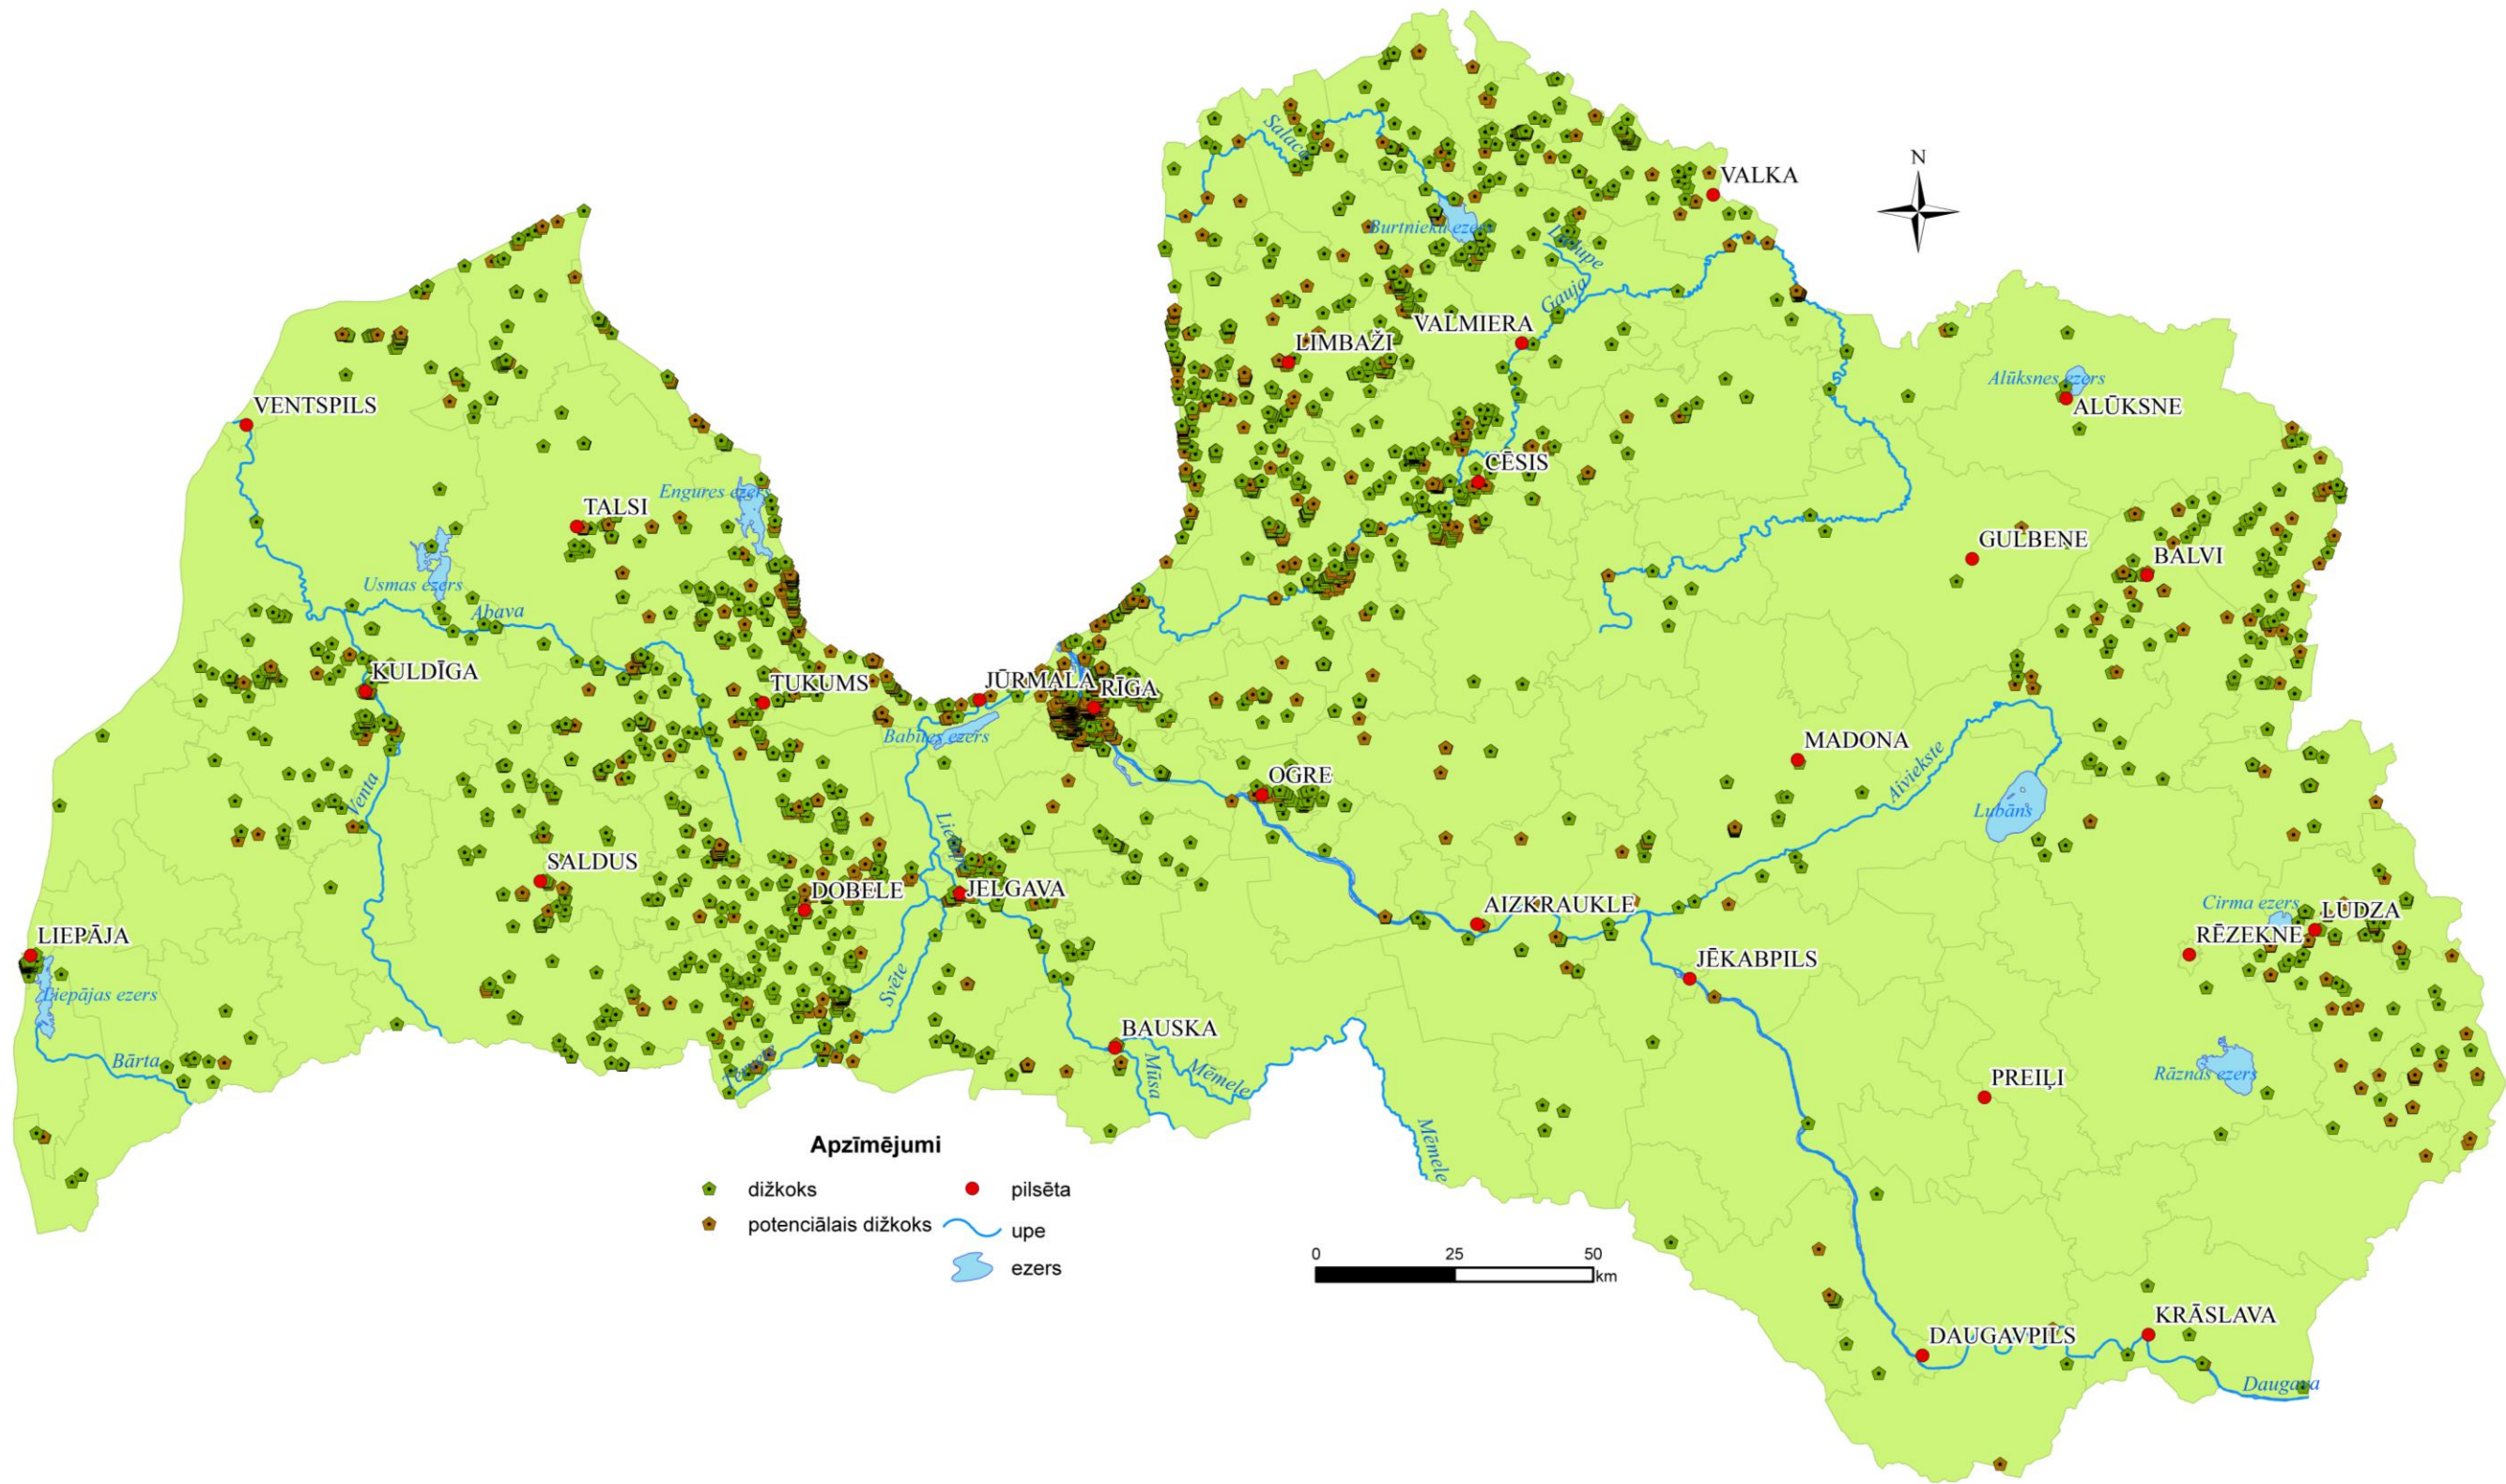 N
Salaca
VALKA
Burtnieku ezers
Gauja
VALMIERA
LIMBAŽI
Alūksnes ezers
ALŪKSNE
VENTSPILS
CĒSIS
Engures ezers
TALSI
GULBENE
BALVI
Usmas ezers
Abava
KULDĪGA
TUKUMS
JŪRMALA
RĪGA
Babītes ezers
MADONA
Aiviekste
OGRE
Venta
Lubāns
SALDUS
DOBELE
JELGAVA
AIZKRAUKLE
Cirma ezers
LUDZA
RĒZEKNE
LIEPĀJA
JĒKABPILS
Liepājas ezers
Svēte
BAUSKA
Bārta
Mūsa
Mēmele
Rāznas ezers
PREIĻI
Mēmele
Apzīmējumi
dižkoks
pilsēta
potenciālais dižkoks
upe
ezers
0 25 50
km
KRĀSLAVA
DAUGAVPILS
Daugava